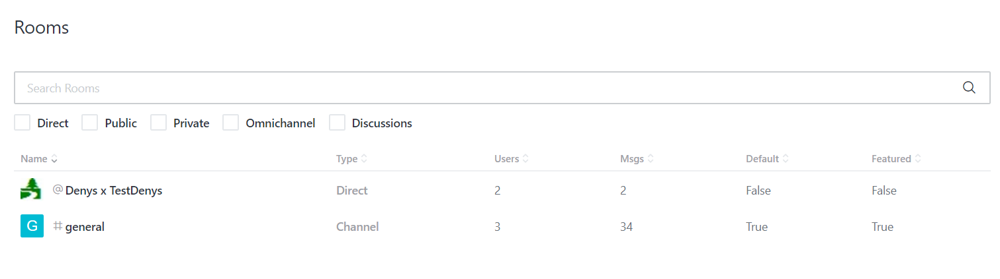 Rooms
Search Rooms
Direct Public Private Omnichannel Discussions
Name Type Users Msgs Default Featured
@ Denys x TestDenys Direct 2 2 False False
G # general Channel 3 34 True True